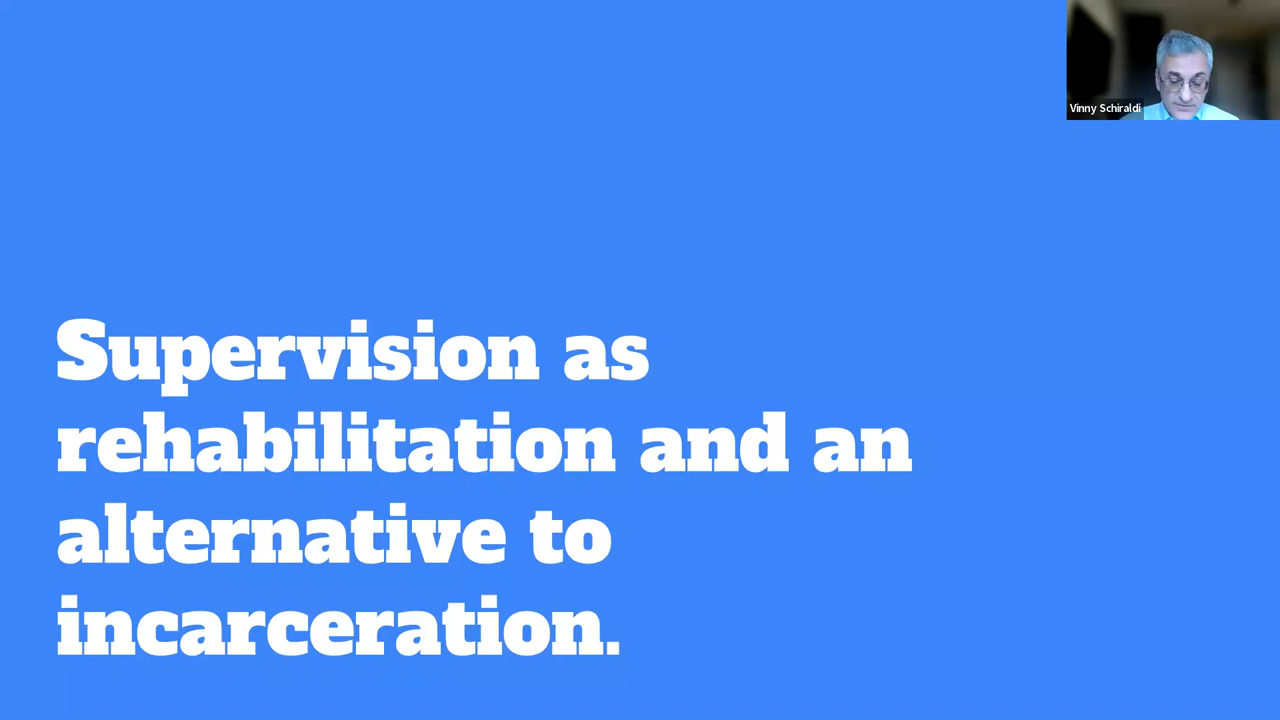 Vinny Schiraldi
Supervision as
rehabilitation and an
alternative to
incarceration.